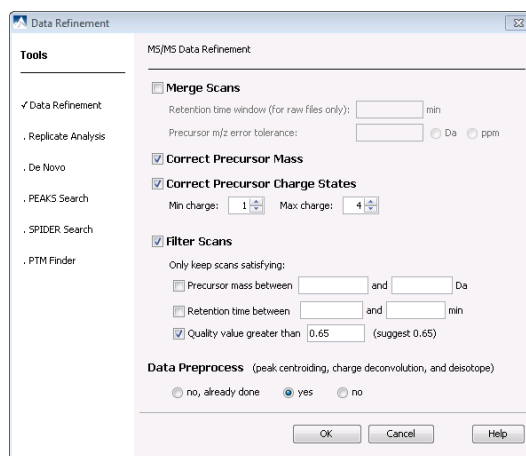 Data Refinement
Tools
MS/MS Data Refinement
✓ Data Refinement
. Replicate Analysis
. De Novo
. PEAKS Search
. SPIDER Search
. PTM Finder
Merge Scans
Retention time window (for raw files only): min
Precursor m/z error tolerance: Da ppm
Correct Precursor Mass
Correct Precursor Charge States
Min charge: 1 Max charge: 4
Filter Scans
Only keep scans satisfying:
Precursor mass between and Da
Retention time between and min
Quality value greater than 0.65 (suggest 0.65)
Data Preprocess (peak centroiding, charge deconvolution, and deisotope)
no, already done yes no
OK Cancel Help